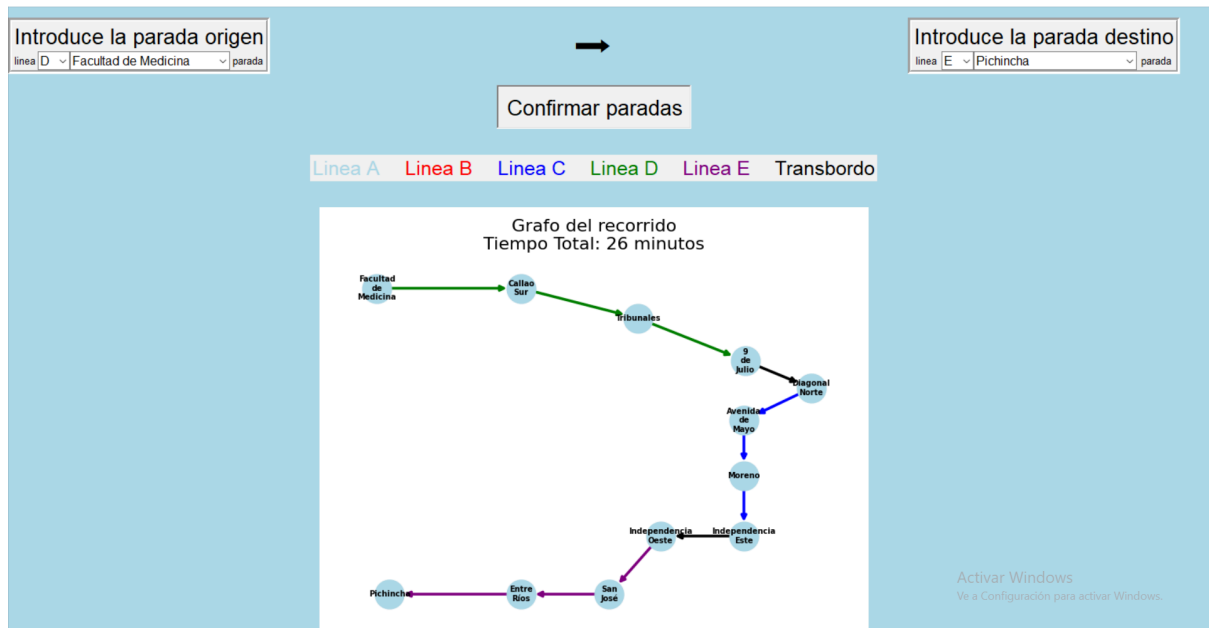 Introduce la parada origen
linea D Facultad de Medicina parada
Introduce la parada destino
linea E Pichincha parada
Confirmar paradas
Linea A Linea B Linea C Linea D Linea E Transbordo
Grafo del recorrido
Tiempo Total: 26 minutos
Facultad
de
Medicina
Callao
Sur
Tribunales
9
de
Julio
Diagonal
Norte
Avenida
de
Mayo
Moreno
Independencia
Oeste
Independencia
Este
Pichincha
Entre
Ríos
San
José
Activar Windows
Ve a Configuración para activar Windows.